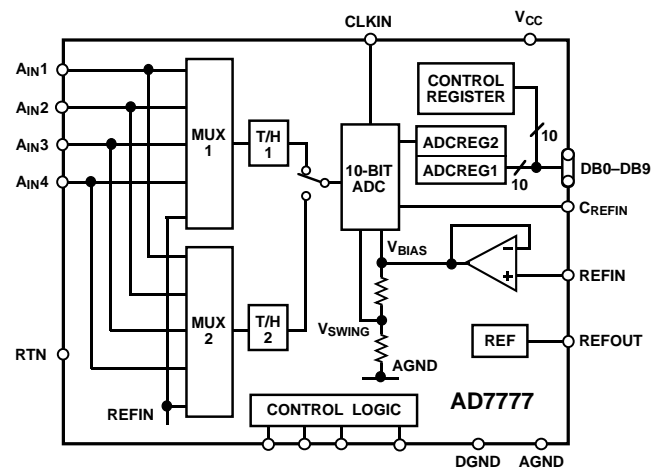 CLKIN
VCC
AIN1
AIN2
AIN3
AIN4
MUX
1
T/H
1
10-BIT
ADC
CONTROL
REGISTER
10
ADCREG2
ADCREG1
10
DB0–DB9
CREFIN
VBIAS
REFIN
MUX
2
T/H
2
VSWING
RTN
REF
REFOUT
AGND
REFIN
CONTROL LOGIC
AD7777
DGND
AGND